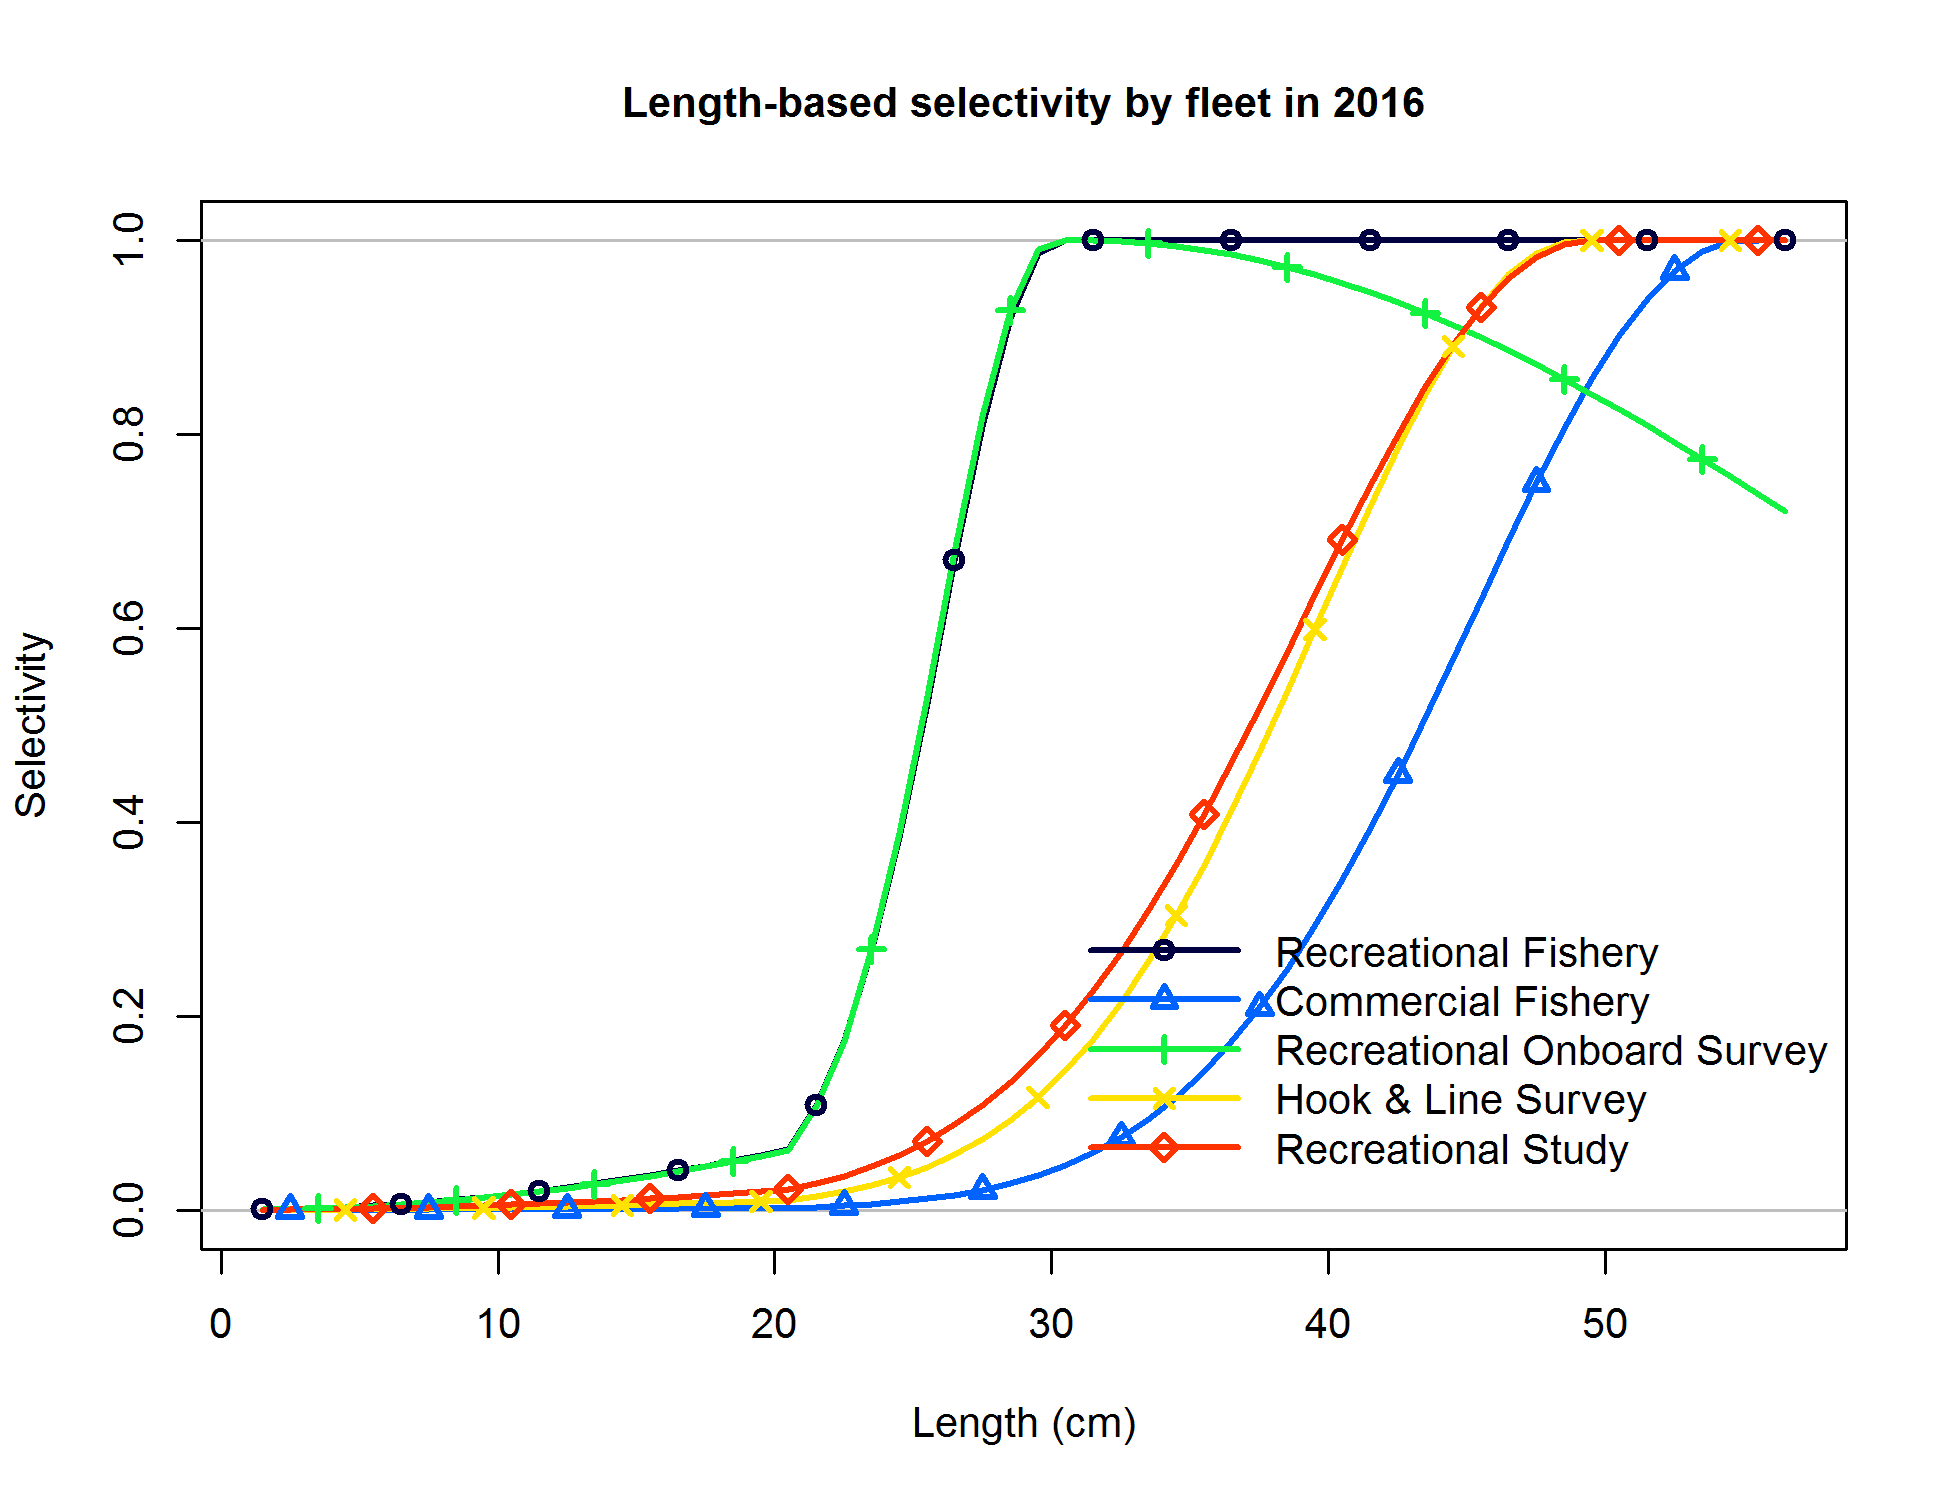 Length-based selectivity by fleet in 2016
Selectivity
1.0
0.8
0.6
0.4
0.2
0.0
Recreational Fishery
Commercial Fishery
Recreational Onboard Survey
Hook & Line Survey
Recreational Study
0 10 20 30 40 50
Length (cm)